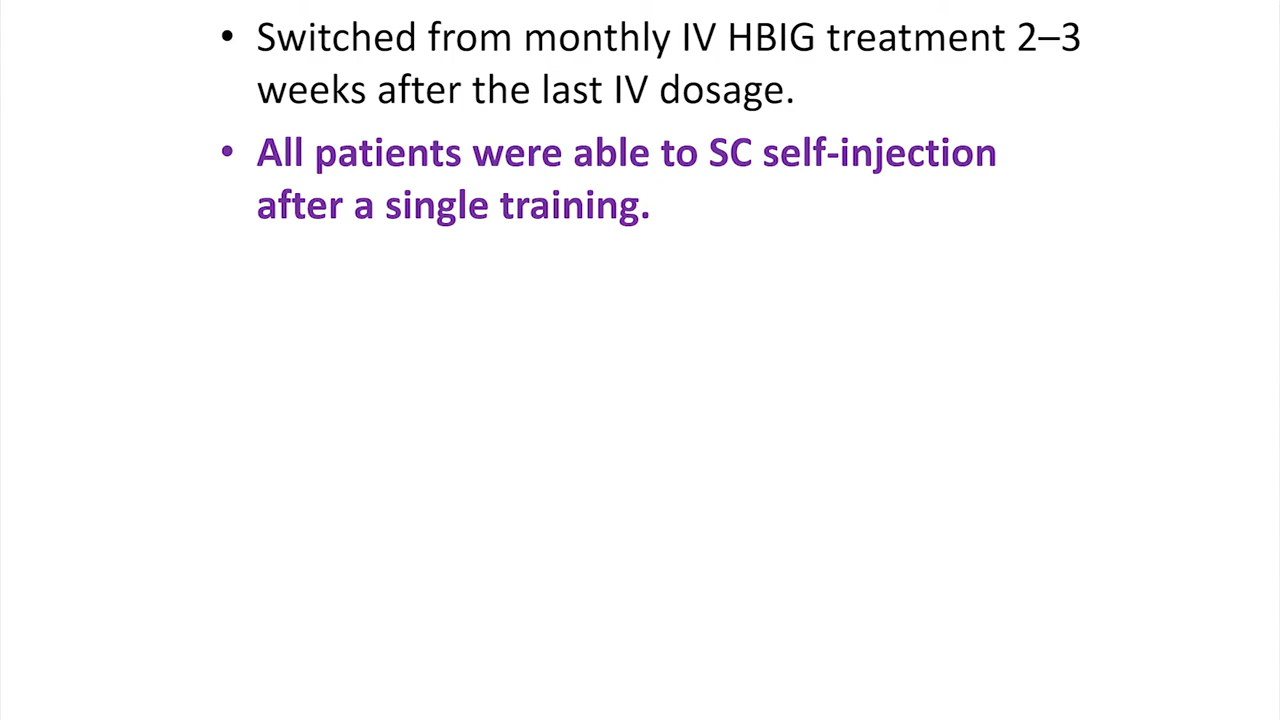 • Switched from monthly IV HBIG treatment 2–3
weeks after the last IV dosage.
• All patients were able to SC self-injection
after a single training.